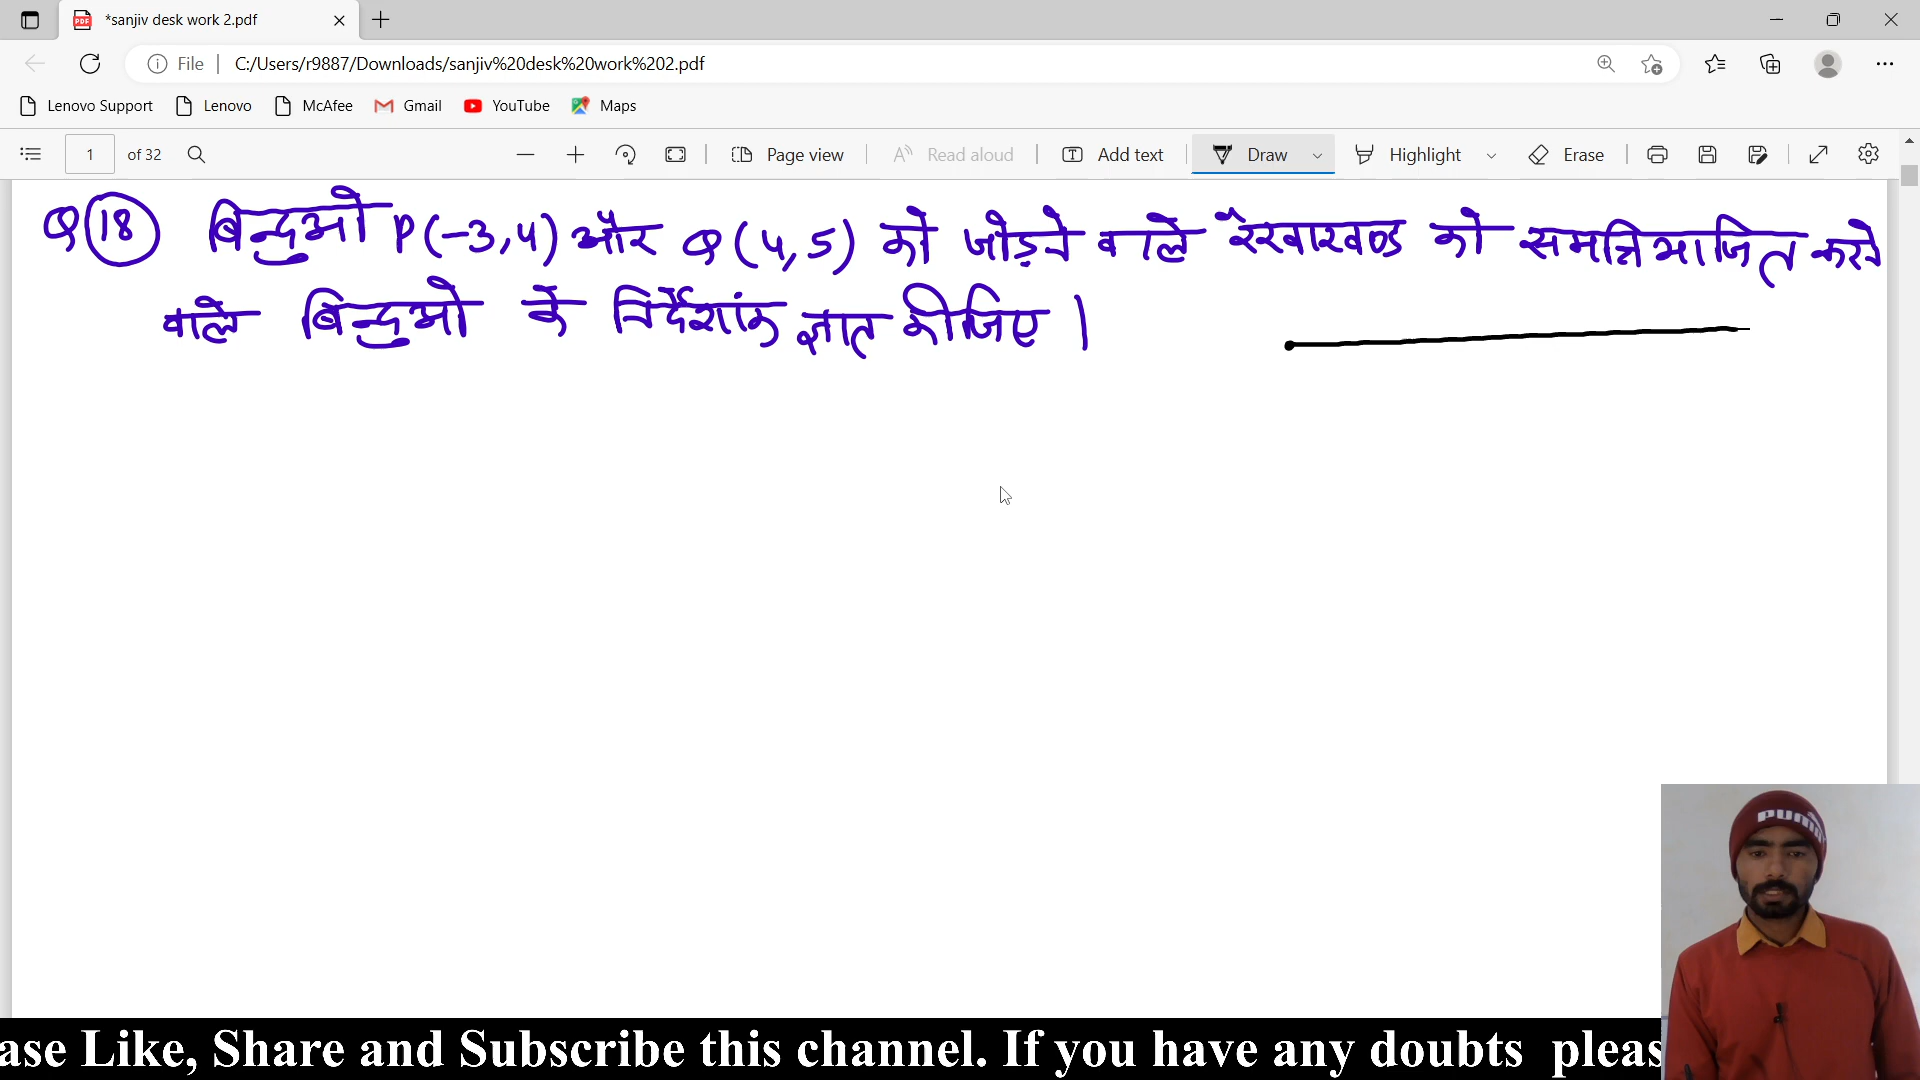 *sanjiv desk work 2.pdf
File | C:/Users/r9887/Downloads/sanjiv%20desk%20work%202.pdf
Lenovo Support Lenovo McAfee Gmail YouTube Maps
1 of 32 Page view Read aloud Add text Draw Highlight Erase
Q 18 बिन्दुओ P(-3,4) और Q(4,5) को जोड़ने वाले रेखाखण्ड को समत्रिभाजित करने
वाले बिन्दुओ के निर्देशांक ज्ञात कीजिए।
PUMA
ase Like, Share and Subscribe this channel. If you have any doubts pleas